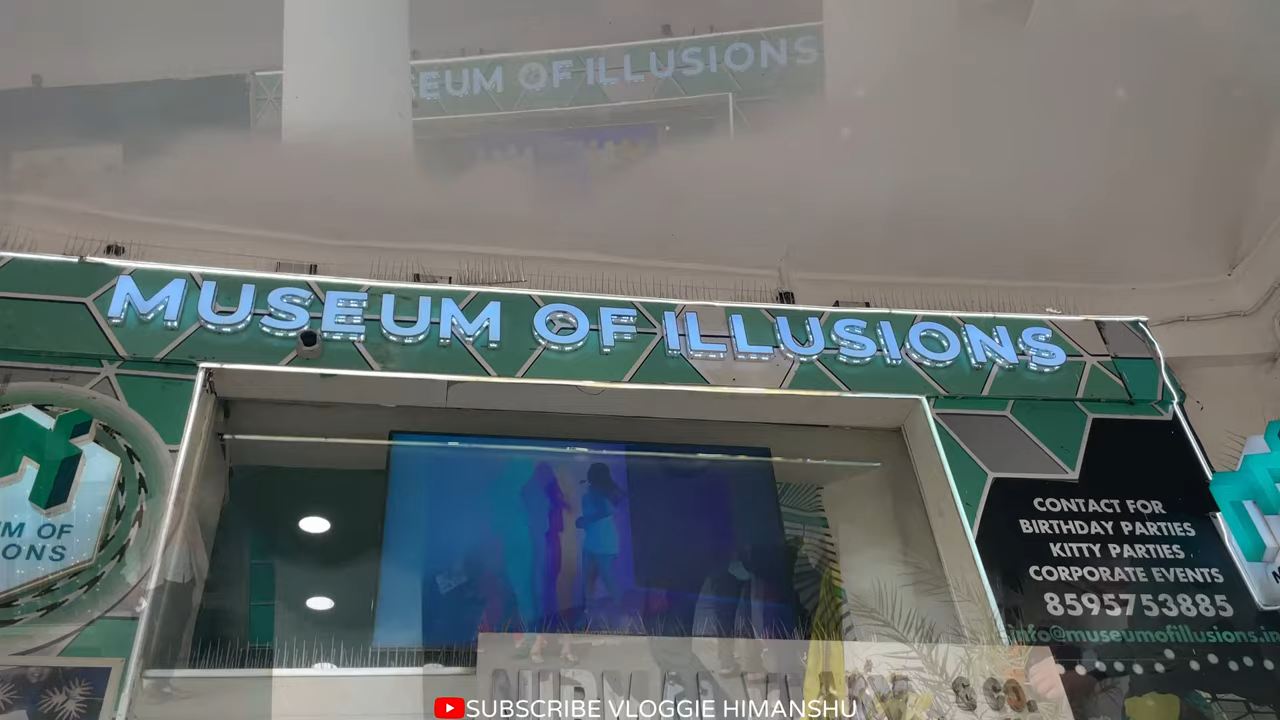 EUM OF ILLUSIONS
MUSEUM OF ILLUSIONS
M OF
ONS
CONTACT FOR
BIRTHDAY PARTIES
KITTY PARTIES
CORPORATE EVENTS
8595753885
info@museumofillusions.in
SUBSCRIBE VLOGGIE HIMANSHU